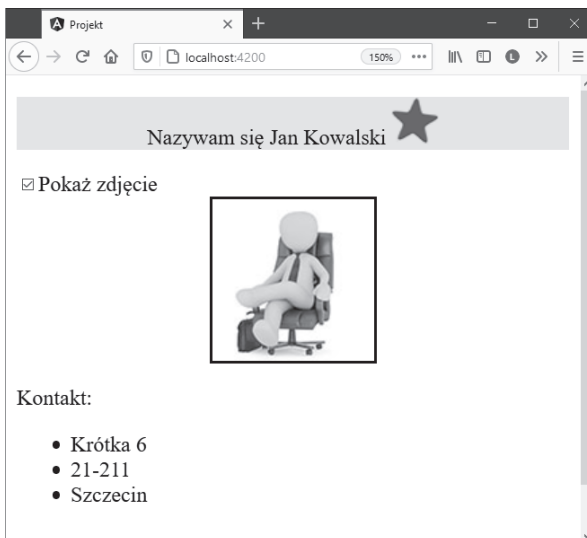 Projekt
localhost:4200
150%
Nazywam się Jan Kowalski
Pokaż zdjęcie
Kontakt:
Krótka 6
21-211
Szczecin